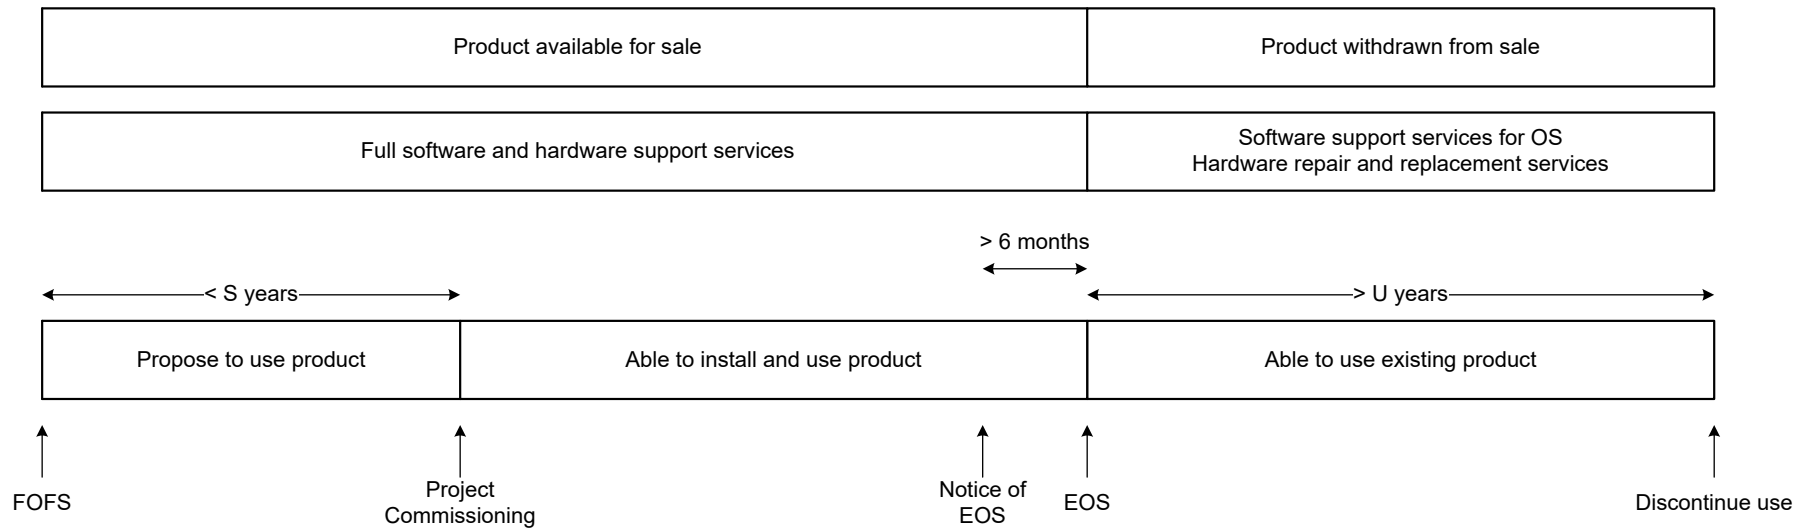 Product available for sale
Product withdrawn from sale
Full software and hardware support services
Software support services for OS
Hardware repair and replacement services
> 6 months
< S years
> U years
Propose to use product
Able to install and use product
Able to use existing product
FOFS
Project
Commissioning
Notice of
EOS
EOS
Discontinue use